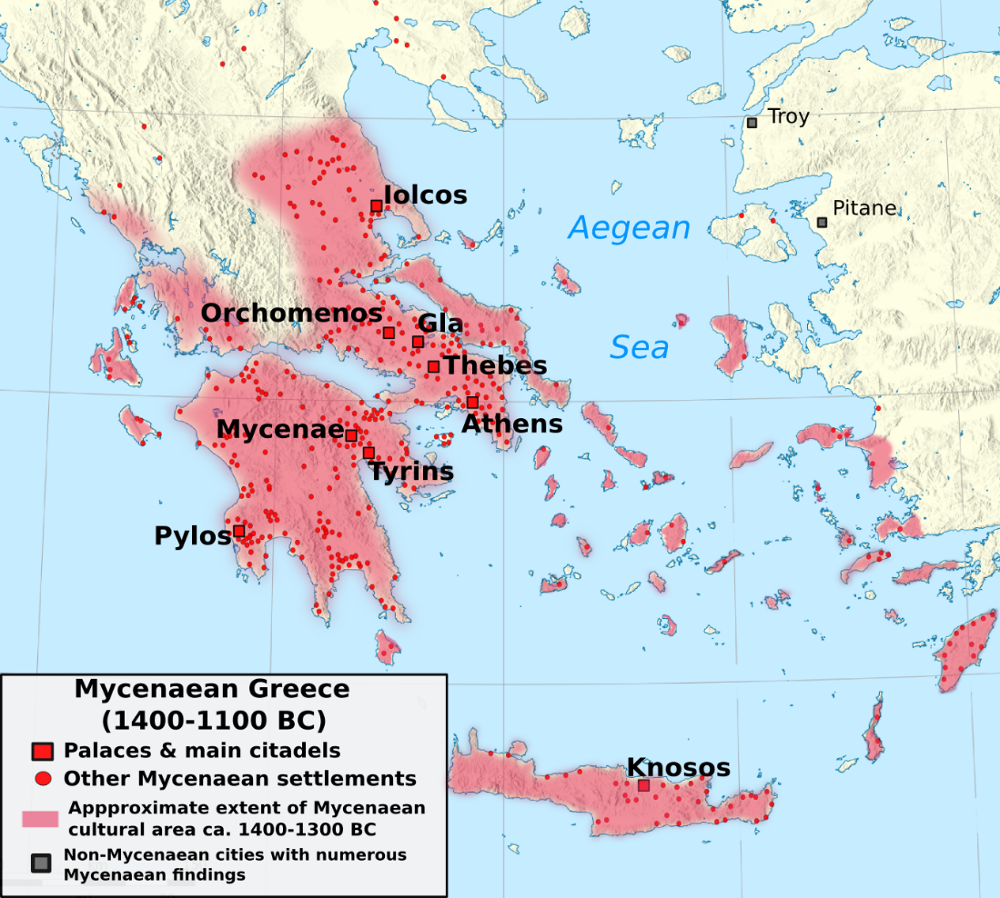 Troy
Iolcos
Pitane
Aegean
Orchomenos
Gla
Sea
Thebes
Athens
Mycenae
Tyrins
Pylos
Knosos
Mycenaean Greece
(1400-1100 BC)
Palaces & main citadels
Other Mycenaean settlements
Appproximate extent of Mycenaean
cultural area ca. 1400-1300 BC
Non-Mycenaean cities with numerous
Mycenaean findings